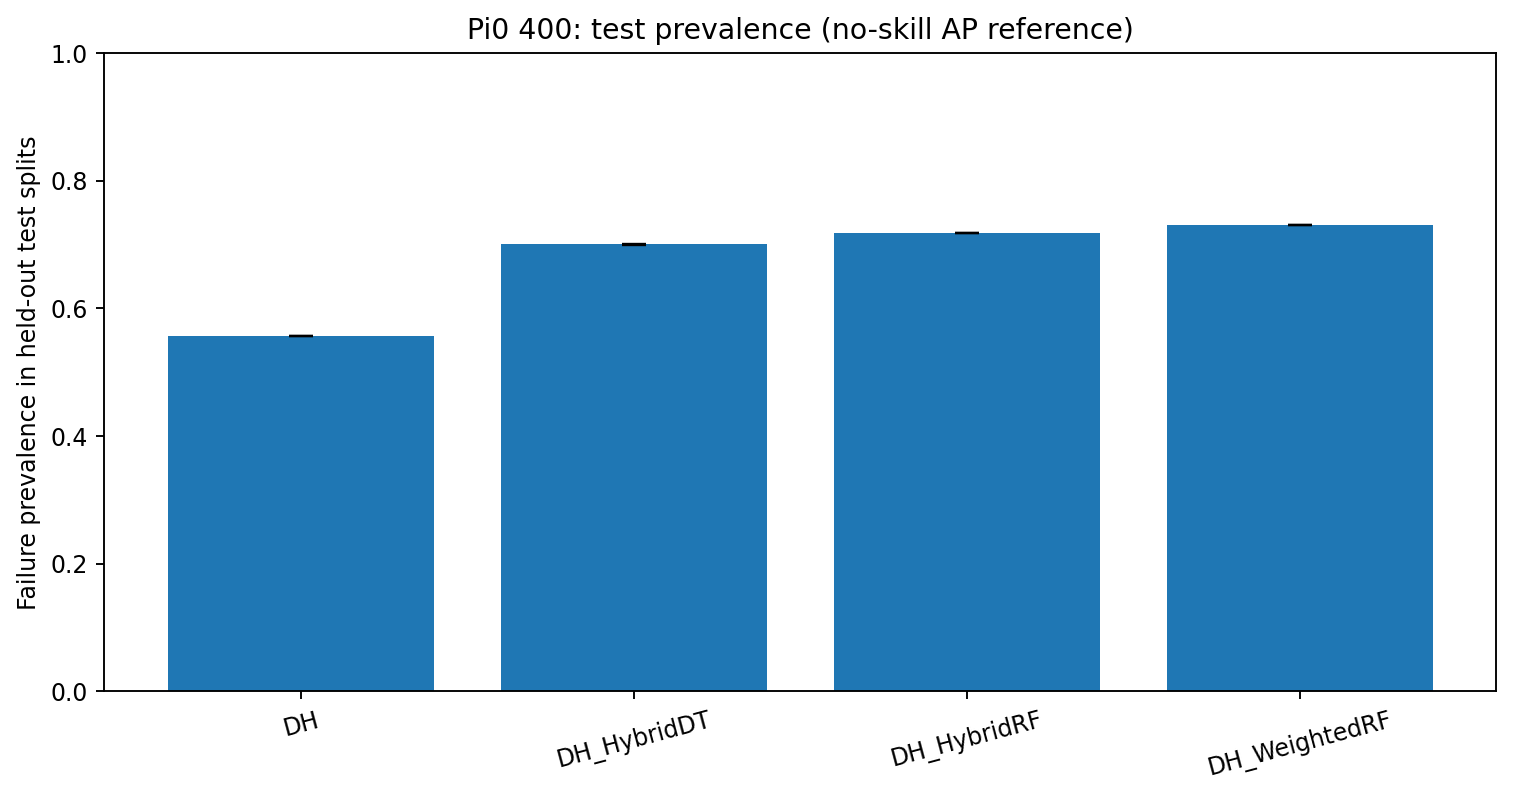 Pi0 400: test prevalence (no-skill AP reference)
Failure prevalence in held-out test splits
1.0
0.8
0.6
0.4
0.2
0.0
DH
DH_HybridDT
DH_HybridRF
DH_WeightedRF